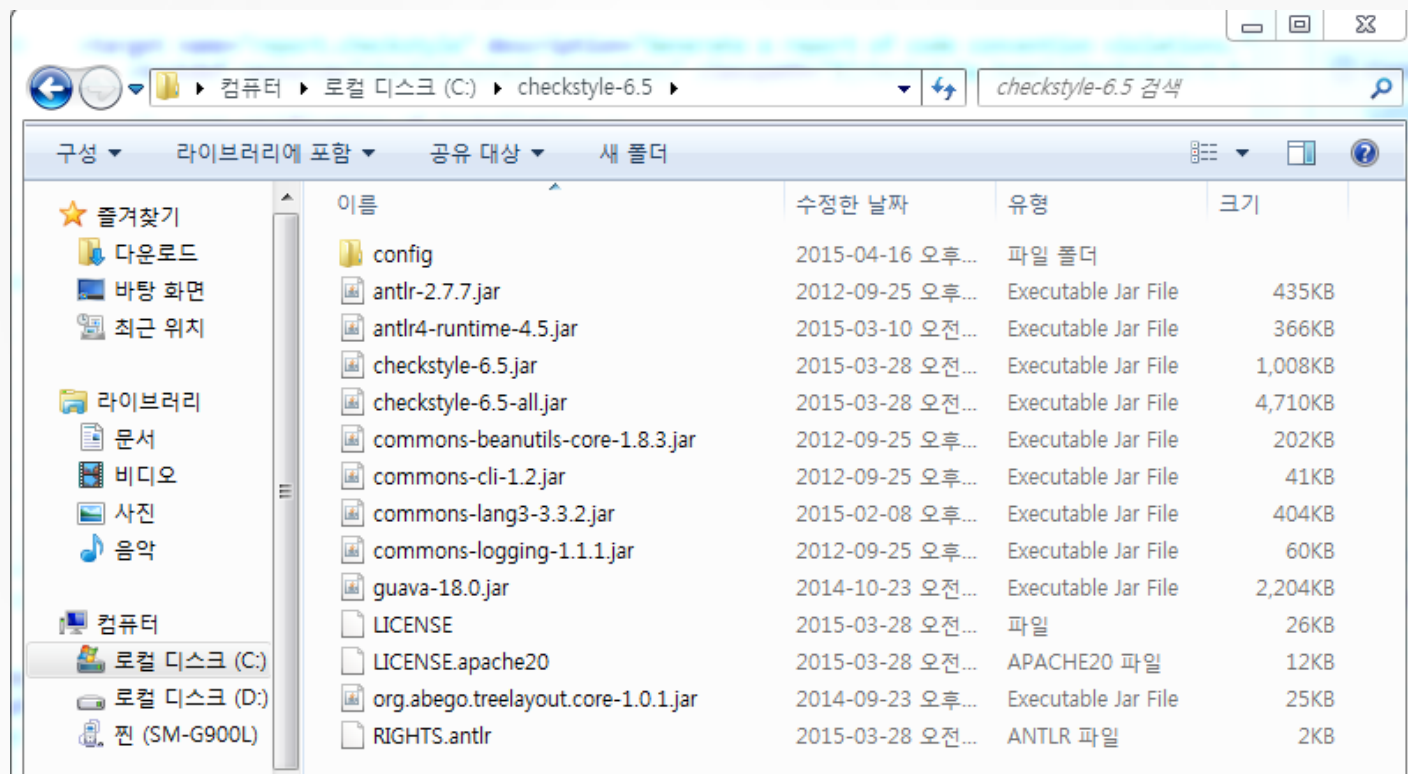 컴퓨터 로컬 디스크 (C:) checkstyle-6.5
checkstyle-6.5 검색
구성 라이브러리에 포함 공유 대상 새 폴더
즐겨찾기
다운로드
바탕 화면
최근 위치
라이브러리
문서
비디오
사진
음악
컴퓨터
로컬 디스크 (C:)
로컬 디스크 (D:)
찐 (SM-G900L)
이름 수정한 날짜 유형 크기
config 2015-04-16 오후... 파일 폴더
antlr-2.7.7.jar 2012-09-25 오후... Executable Jar File 435KB
antlr4-runtime-4.5.jar 2015-03-10 오전... Executable Jar File 366KB
checkstyle-6.5.jar 2015-03-28 오전... Executable Jar File 1,008KB
checkstyle-6.5-all.jar 2015-03-28 오전... Executable Jar File 4,710KB
commons-beanutils-core-1.8.3.jar 2012-09-25 오후... Executable Jar File 202KB
commons-cli-1.2.jar 2012-09-25 오후... Executable Jar File 41KB
commons-lang3-3.3.2.jar 2015-02-08 오후... Executable Jar File 404KB
commons-logging-1.1.1.jar 2012-09-25 오후... Executable Jar File 60KB
guava-18.0.jar 2014-10-23 오전... Executable Jar File 2,204KB
LICENSE 2015-03-28 오전... 파일 26KB
LICENSE.apache20 2015-03-28 오전... APACHE20 파일 12KB
org.abego.treelayout.core-1.0.1.jar 2014-09-23 오후... Executable Jar File 25KB
RIGHTS.antlr 2015-03-28 오전... ANTLR 파일 2KB